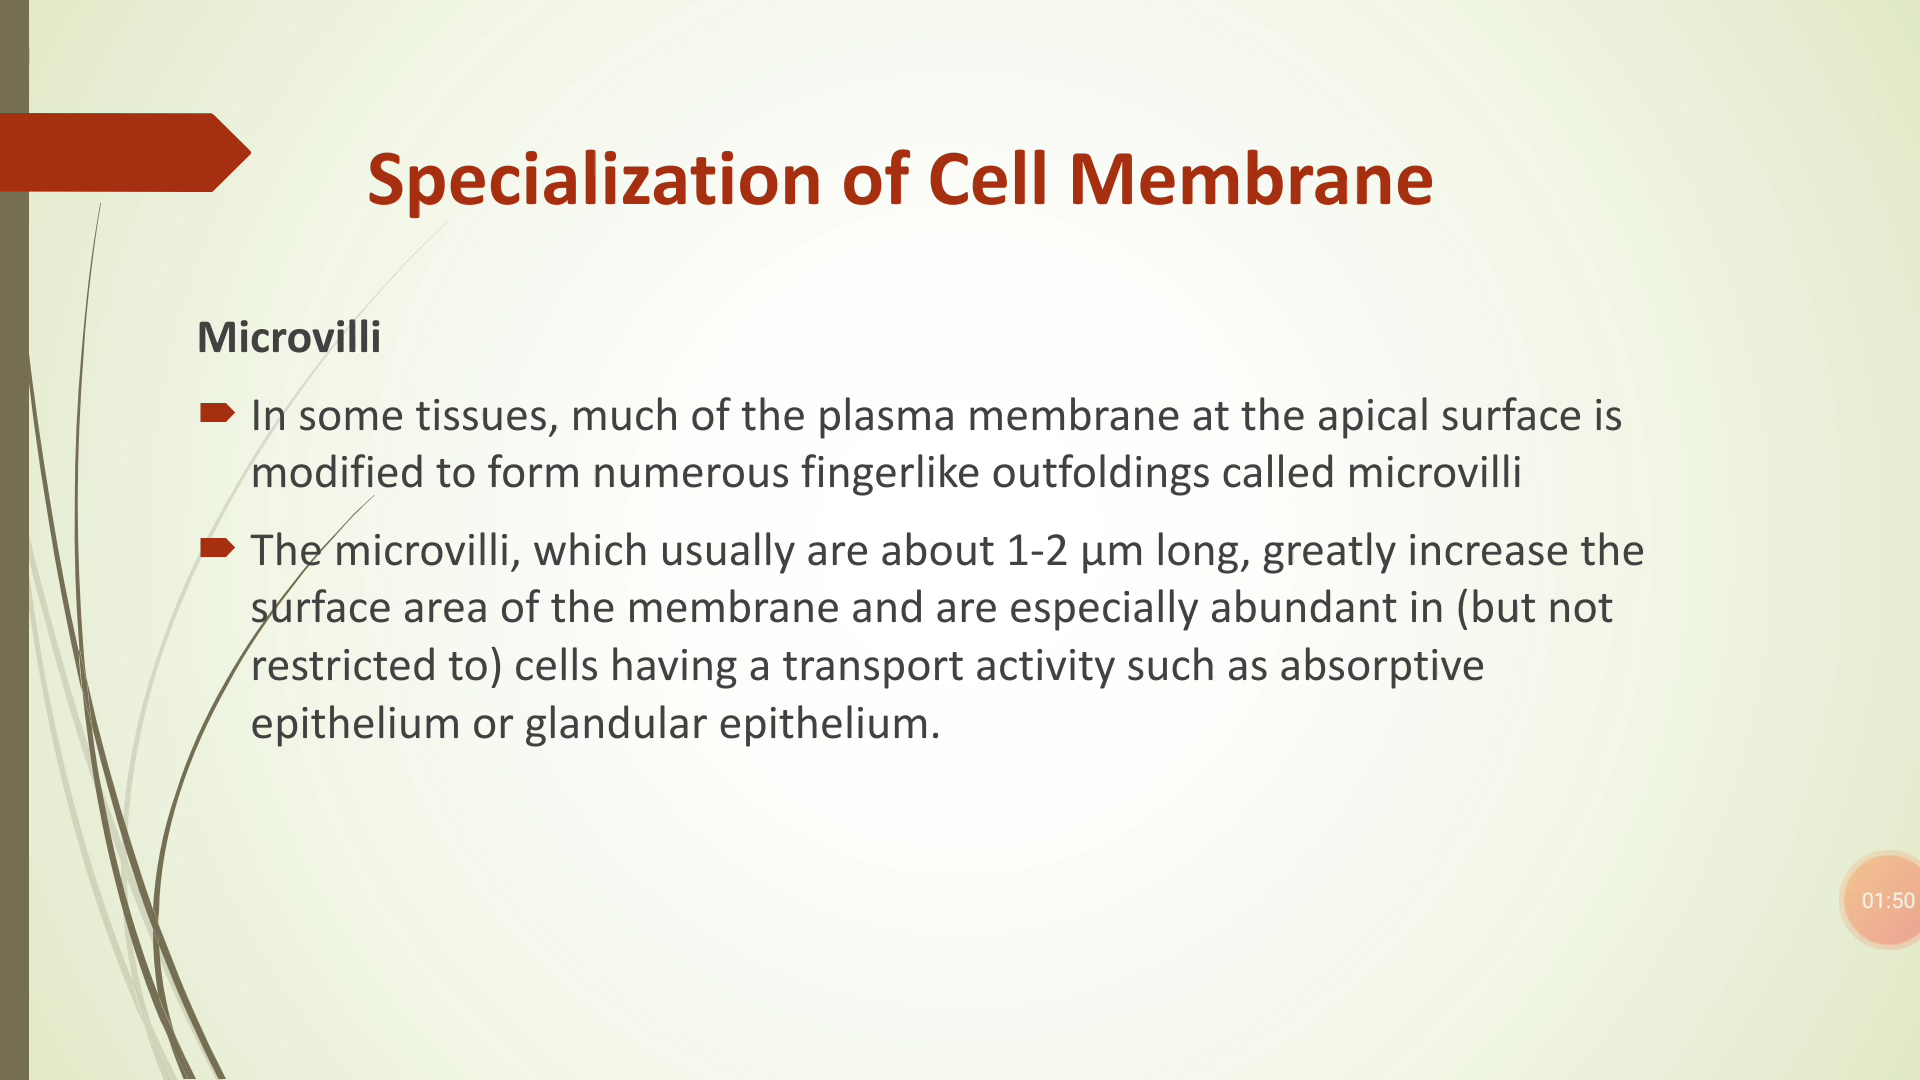 Specialization of Cell Membrane
Microvilli
In some tissues, much of the plasma membrane at the apical surface is
modified to form numerous fingerlike outfoldings called microvilli
The microvilli, which usually are about 1-2 µm long, greatly increase the
surface area of the membrane and are especially abundant in (but not
restricted to) cells having a transport activity such as absorptive
epithelium or glandular epithelium.
01:50